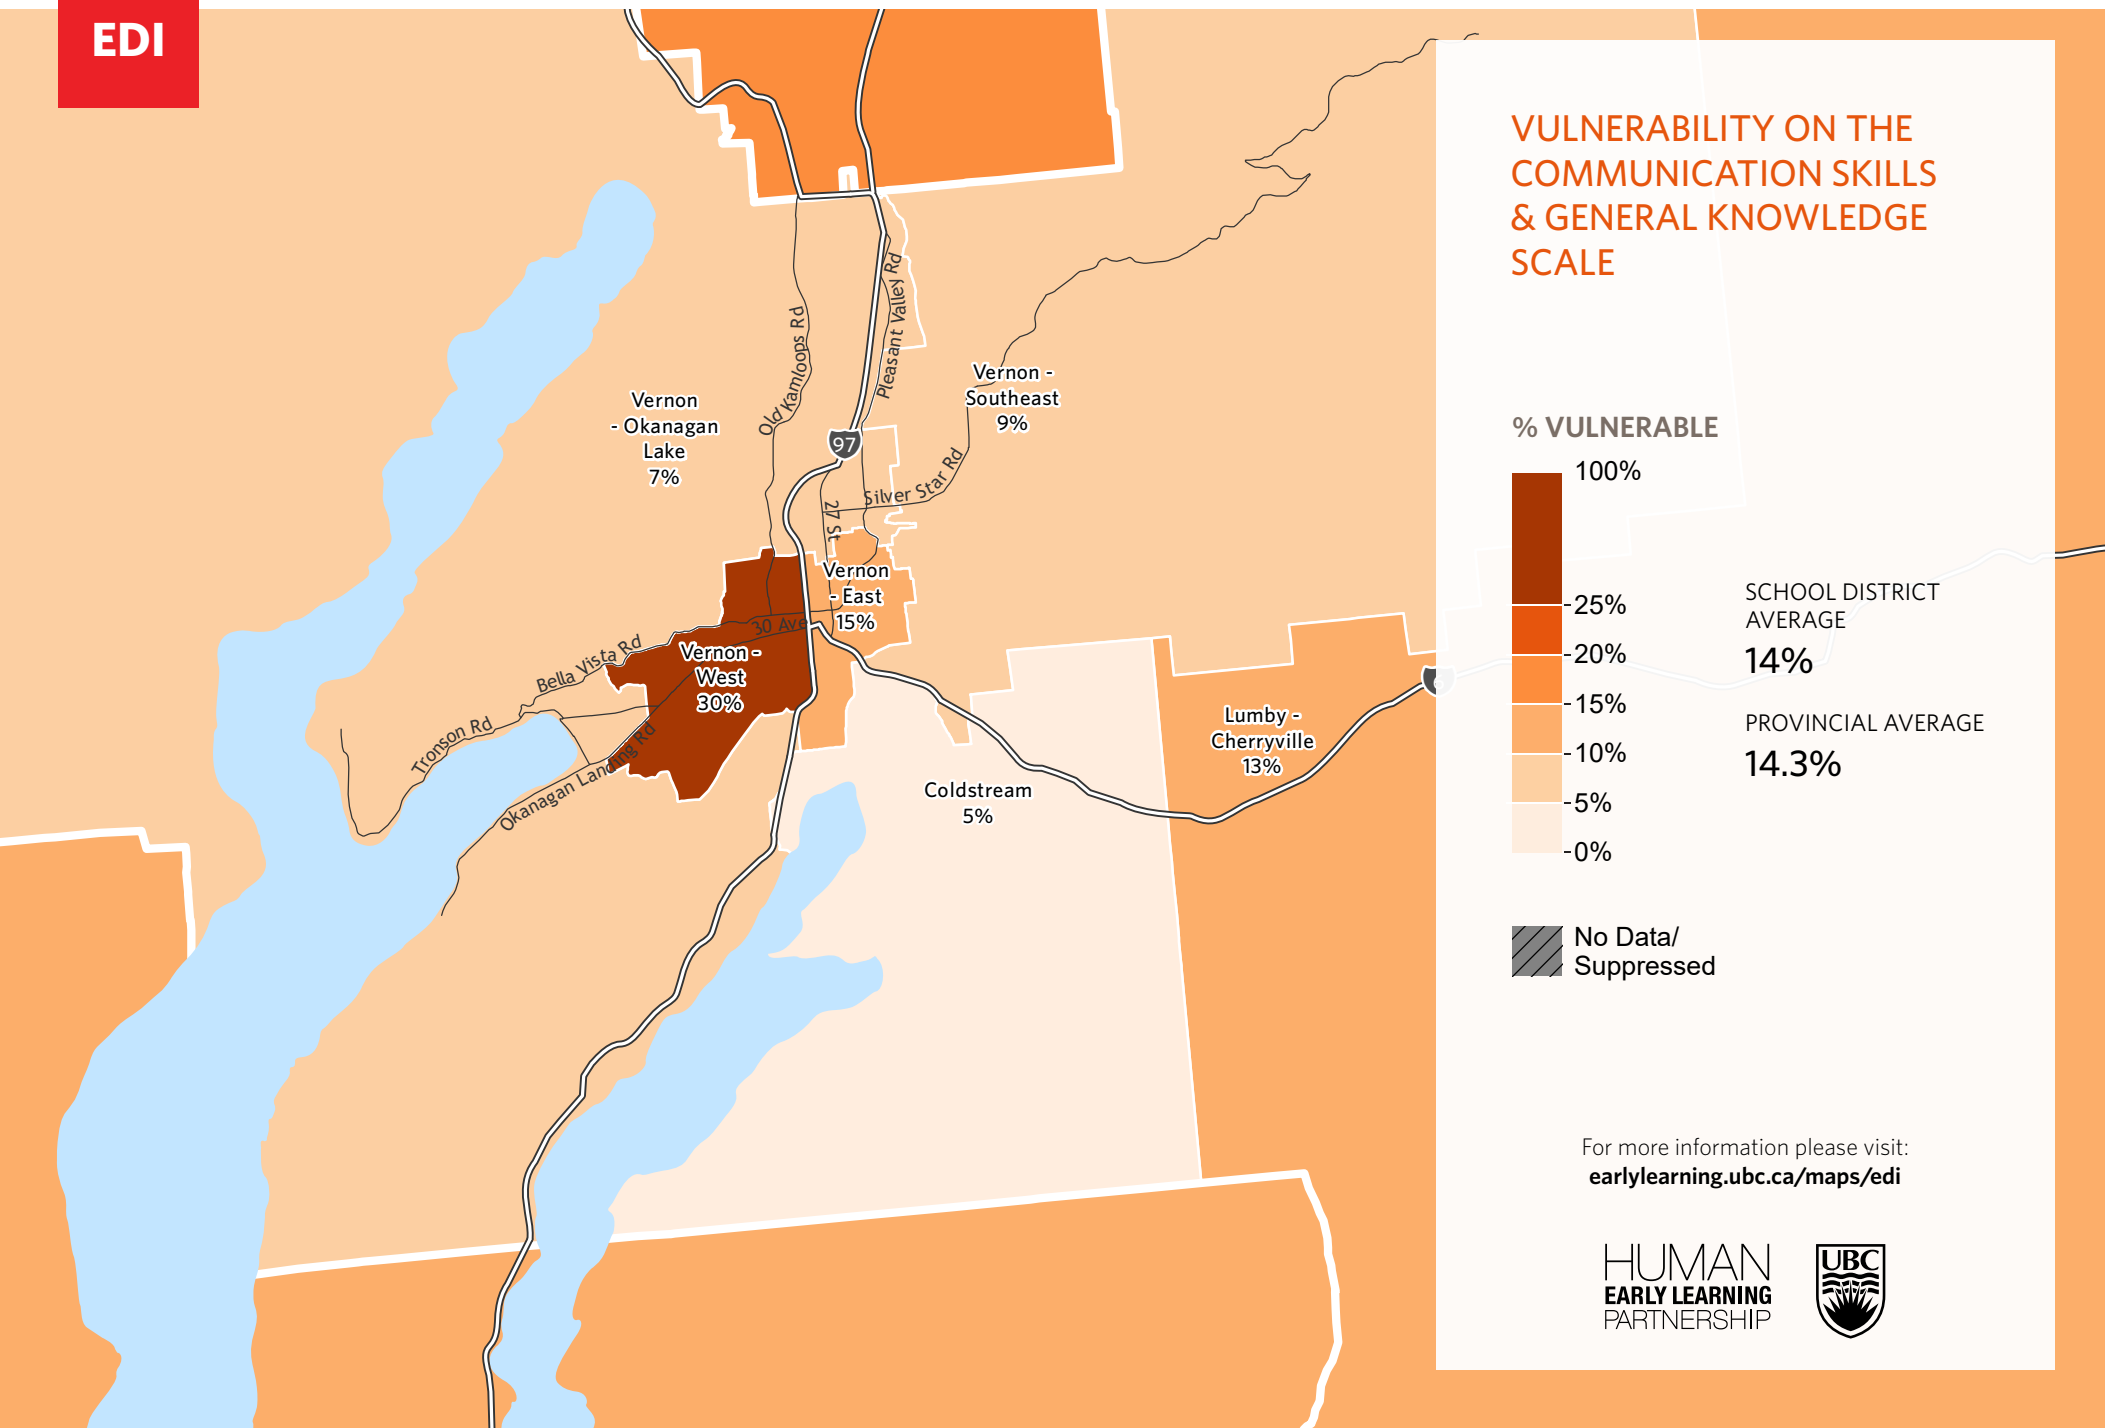 EDI
Old Kamloops Rd
Pleasant Valley Rd
Vernon
- Okanagan
Lake
7%
Vernon -
Southeast
9%
97
Silver Star Rd
27 St
Vernon
- East
15%
30 Ave
Vernon -
West
30%
Bella Vista Rd
Tronson Rd
Okanagan Landing Rd
Coldstream
5%
Lumby -
Cherryville
13%
6
VULNERABILITY ON THE
COMMUNICATION SKILLS
& GENERAL KNOWLEDGE
SCALE
% VULNERABLE
100%
25%
20%
15%
10%
5%
0%
SCHOOL DISTRICT
AVERAGE
14%
PROVINCIAL AVERAGE
14.3%
No Data/
Suppressed
For more information please visit:
earlylearning.ubc.ca/maps/edi
HUMAN
EARLY LEARNING
PARTNERSHIP
UBC